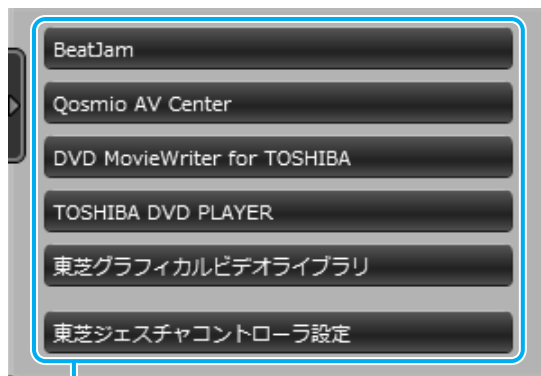 BeatJam
Qosmio AV Center
DVD MovieWriter for TOSHIBA
TOSHIBA DVD PLAYER
東芝グラフィカルビデオライブラリ
東芝ジェスチャコントローラ設定